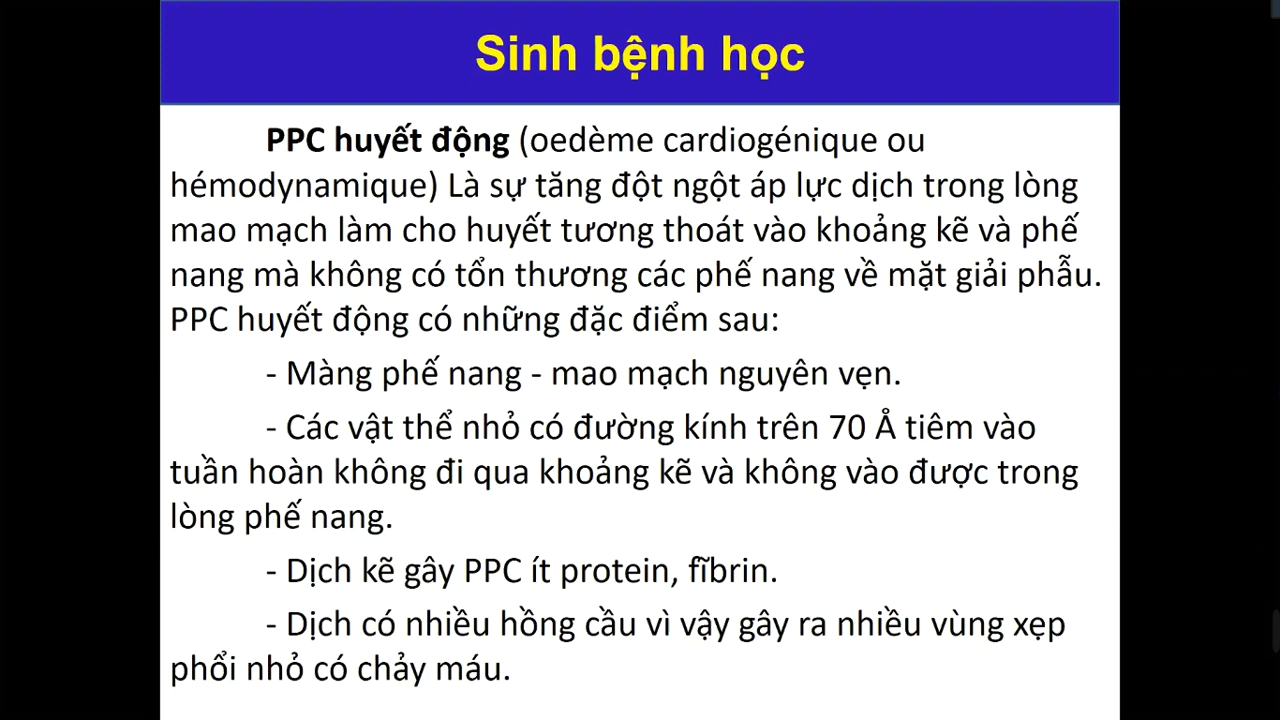 Sinh bệnh học
PPC huyết động (oedème cardiogénique ou
hémodynamique) Là sự tăng đột ngột áp lực dịch trong lòng
mao mạch làm cho huyết tương thoát vào khoảng kẽ và phế
nang mà không có tổn thương các phế nang về mặt giải phẫu.
PPC huyết động có những đặc điểm sau:
- Màng phế nang - mao mạch nguyên vẹn.
- Các vật thể nhỏ có đường kính trên 70 Å tiêm vào
tuần hoàn không đi qua khoảng kẽ và không vào được trong
lòng phế nang.
- Dịch kẽ gây PPC ít protein, fĩbrin.
- Dịch có nhiều hồng cầu vì vậy gây ra nhiều vùng xẹp
phổi nhỏ có chảy máu.